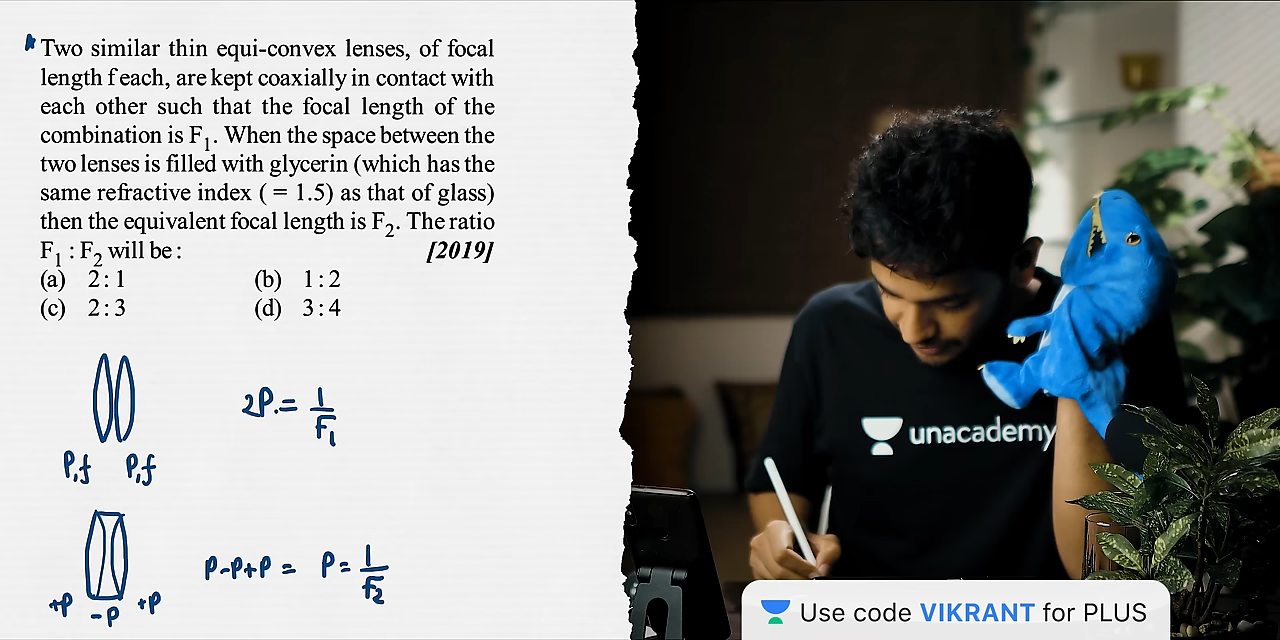 Two similar thin equi-convex lenses, of focal
length f each, are kept coaxially in contact with
each other such that the focal length of the
combination is F₁. When the space between the
two lenses is filled with glycerin (which has the
same refractive index ( = 1.5) as that of glass)
then the equivalent focal length is F₂. The ratio
F₁ : F₂ will be : [2019]
(a) 2 : 1 (b) 1 : 2
(c) 2 : 3 (d) 3 : 4
2P = 1/F₁
P,f P,f
P-P+P = P = 1/F₂
+P -P +P
unacademy
Use code VIKRANT for PLUS